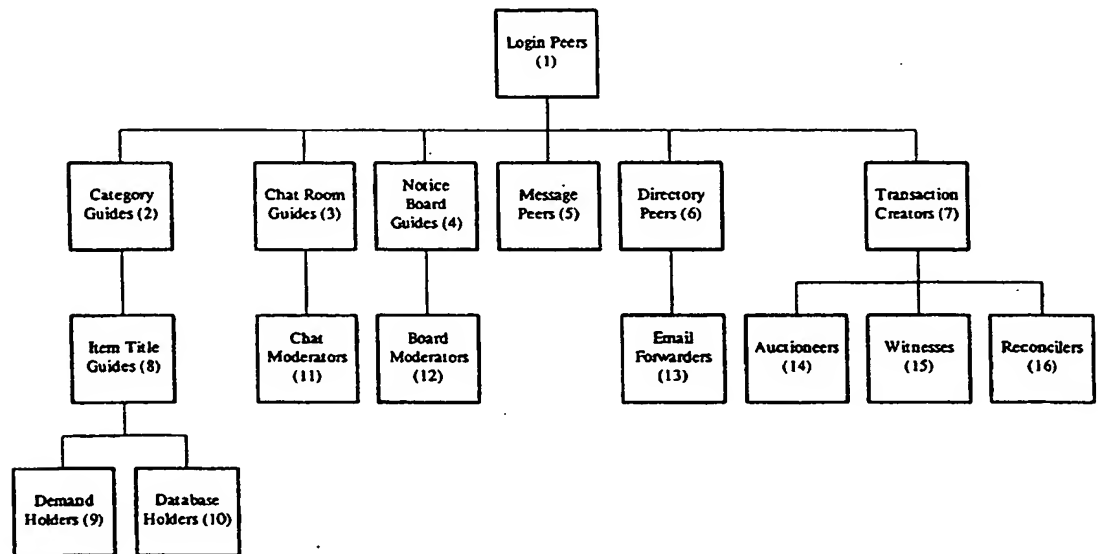 Login Peers
(1)
Category
Guides (2)
Chat Room
Guides (3)
Notice
Board
Guides (4)
Message
Peers (5)
Directory
Peers (6)
Transaction
Creators (7)
Item Title
Guides (8)
Chat
Moderators
(11)
Board
Moderators
(12)
Email
Forwarders
(13)
Auctioneers
(14)
Witnesses
(15)
Reconcilers
(16)
Demand
Holders (9)
Database
Holders (10)